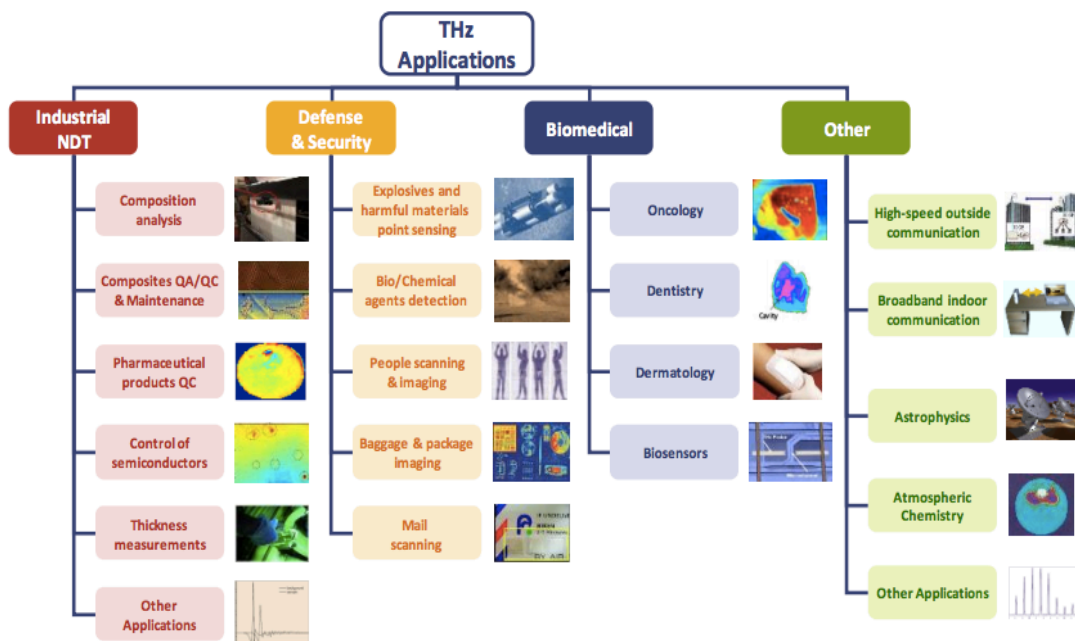 THz
Applications
Industrial
NDT
Defense
& Security
Biomedical
Other
Composition
analysis
Composites QA/QC
& Maintenance
Pharmaceutical
products QC
Control of
semiconductors
Thickness
measurements
Other
Applications
Explosives and
harmful materials
point sensing
Bio/Chemical
agents detection
People scanning
& imaging
Baggage & package
imaging
Mail
scanning
Oncology
Dentistry
Cavity
Dermatology
Biosensors
High-speed outside
communication
Broadband indoor
communication
Astrophysics
Atmospheric
Chemistry
Other Applications